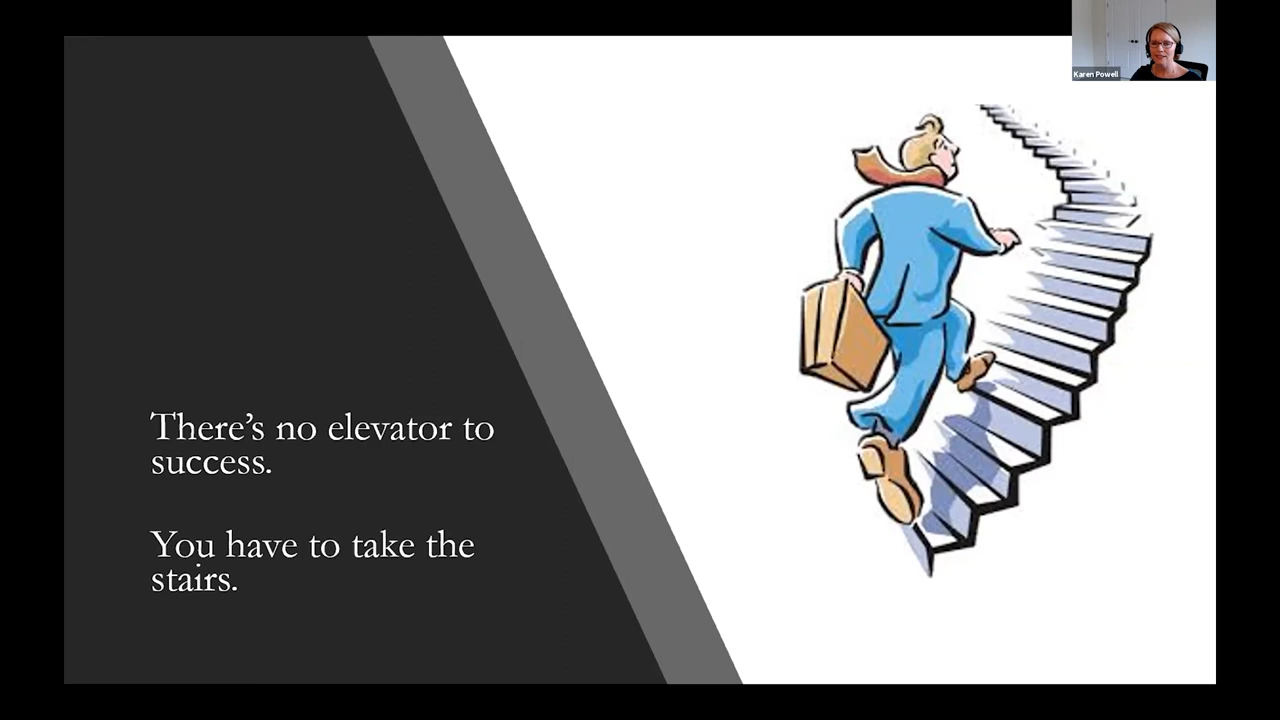 Karen Powell
There’s no elevator to
success.
You have to take the
stairs.